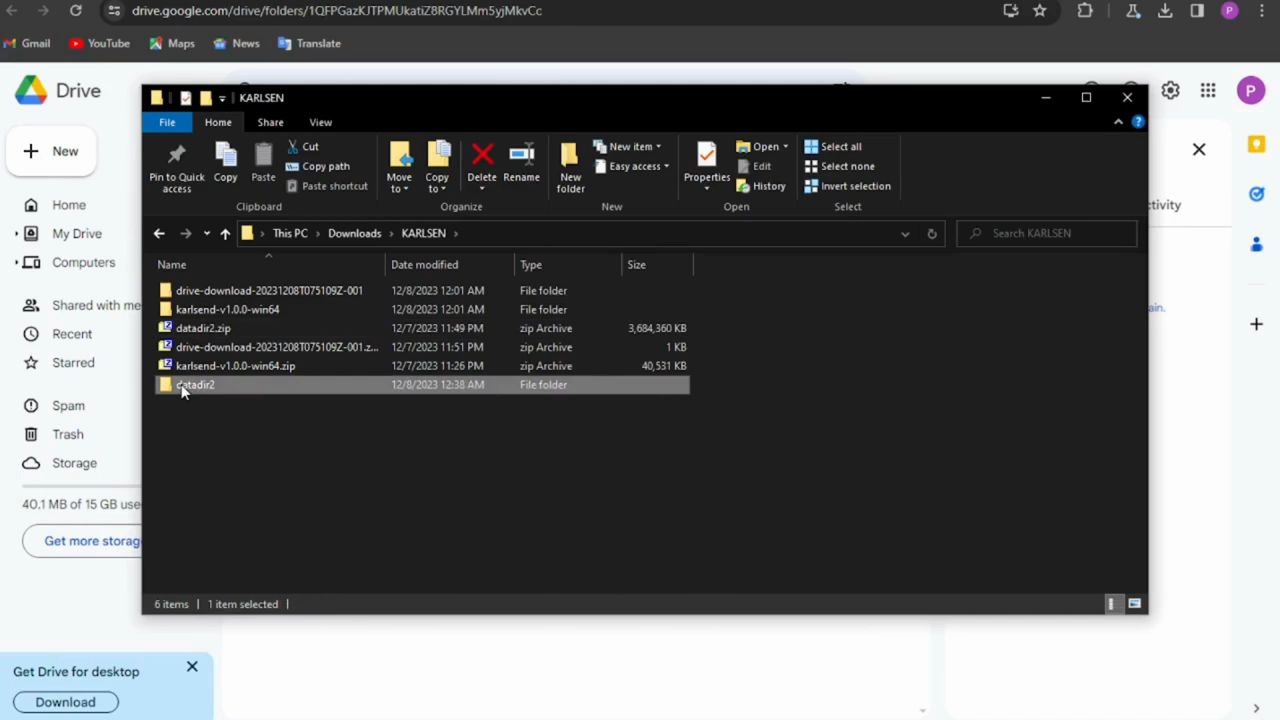 drive.google.com/drive/folders/1QFPGazKJTPMUkatiZ8RGYLMm5yjMkvCc
P
Gmail
YouTube
Maps
News
Translate
Drive
P
New
Home
My Drive
Computers
Shared with me
Recent
Starred
Spam
Trash
Storage
40.1 MB of 15 GB use
Get more storag
Get Drive for desktop
Download
KARLSEN
File
Home
Share
View
Pin to Quick access
Copy
Paste
Cut
Copy path
Paste shortcut
Clipboard
Move to
Copy to
Delete
Rename
Organize
New folder
New item
Easy access
New
Properties
Open
Edit
History
Open
Select all
Select none
Invert selection
Select
This PC > Downloads > KARLSEN >
Search KARLSEN
Name Date modified Type Size
drive-download-20231208T075109Z-001 12/8/2023 12:01 AM File folder
karlsend-v1.0.0-win64 12/8/2023 12:01 AM File folder
datadir2.zip 12/7/2023 11:49 PM zip Archive 3,684,360 KB
drive-download-20231208T075109Z-001.z... 12/7/2023 11:51 PM zip Archive 1 KB
karlsend-v1.0.0-win64.zip 12/7/2023 11:26 PM zip Archive 40,531 KB
datadir2 12/8/2023 12:38 AM File folder
6 items
1 item selected
ctivity
ain.